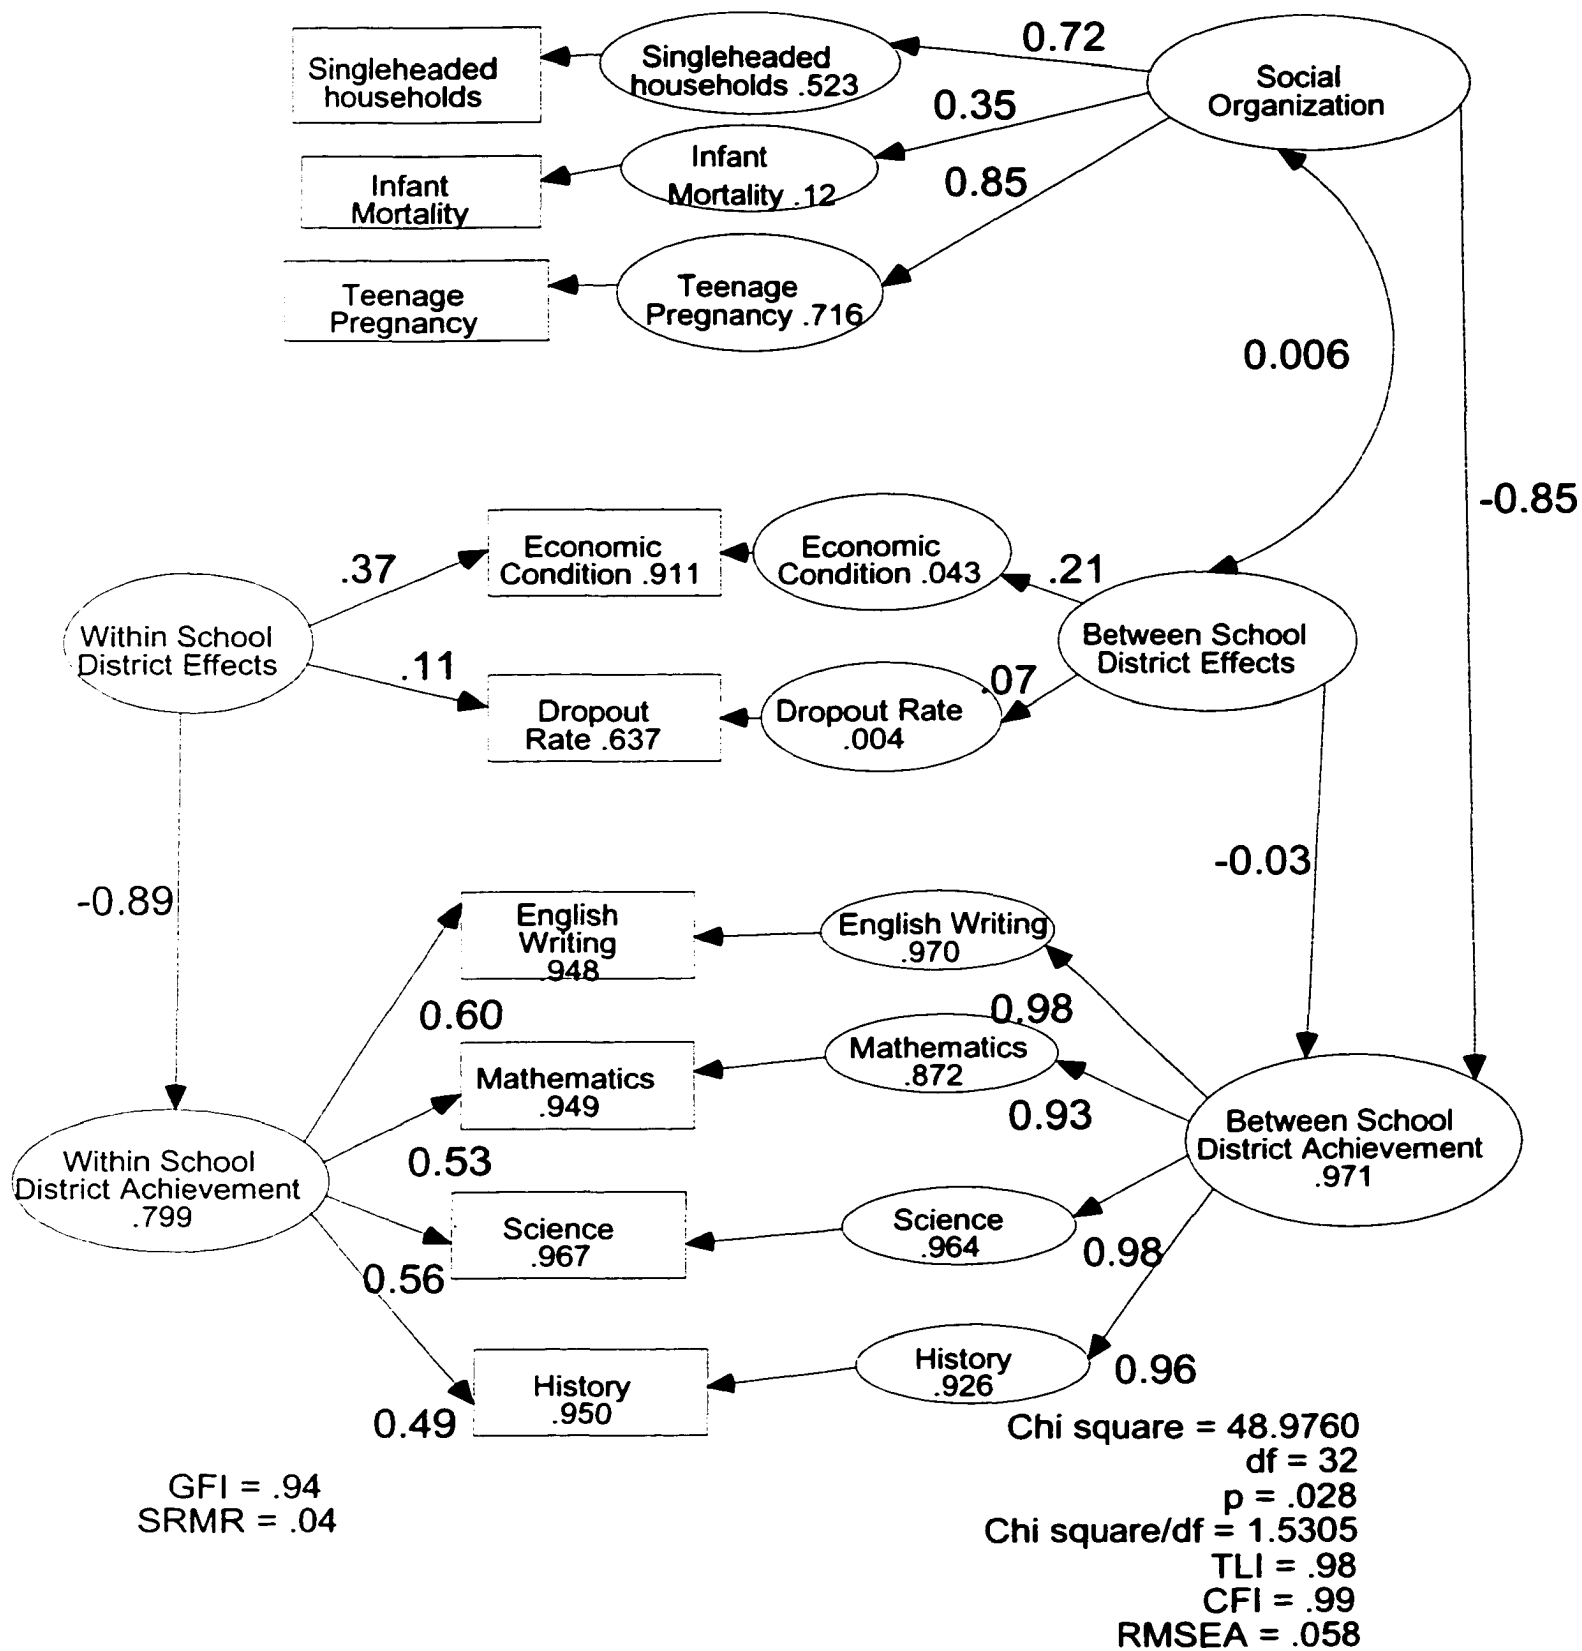 0.72
Singleheaded
households
Singleheaded
households .523
Social
Organization
0.35
Infant
Mortality
Infant
Mortality .12
0.85
Teenage
Pregnancy
Teenage
Pregnancy .716
0.006
-0.85
.37
Economic
Condition .911
Economic
Condition .043
.21
Within School
District Effects
Between School
District Effects
.11
Dropout
Rate .637
Dropout Rate
.004
.07
-0.89
-0.03
English
Writing
.948
English Writing
.970
0.60
0.98
Mathematics
.949
Mathematics
.872
0.93
0.53
Within School
District Achievement
.799
Between School
District Achievement
.971
Science
.967
Science
.964
0.98
0.56
History
.950
History
.926
0.96
0.49
GFI = .94
SRMR = .04
Chi square = 48.9760
df = 32
p = .028
Chi square/df = 1.5305
TLI = .98
CFI = .99
RMSEA = .058